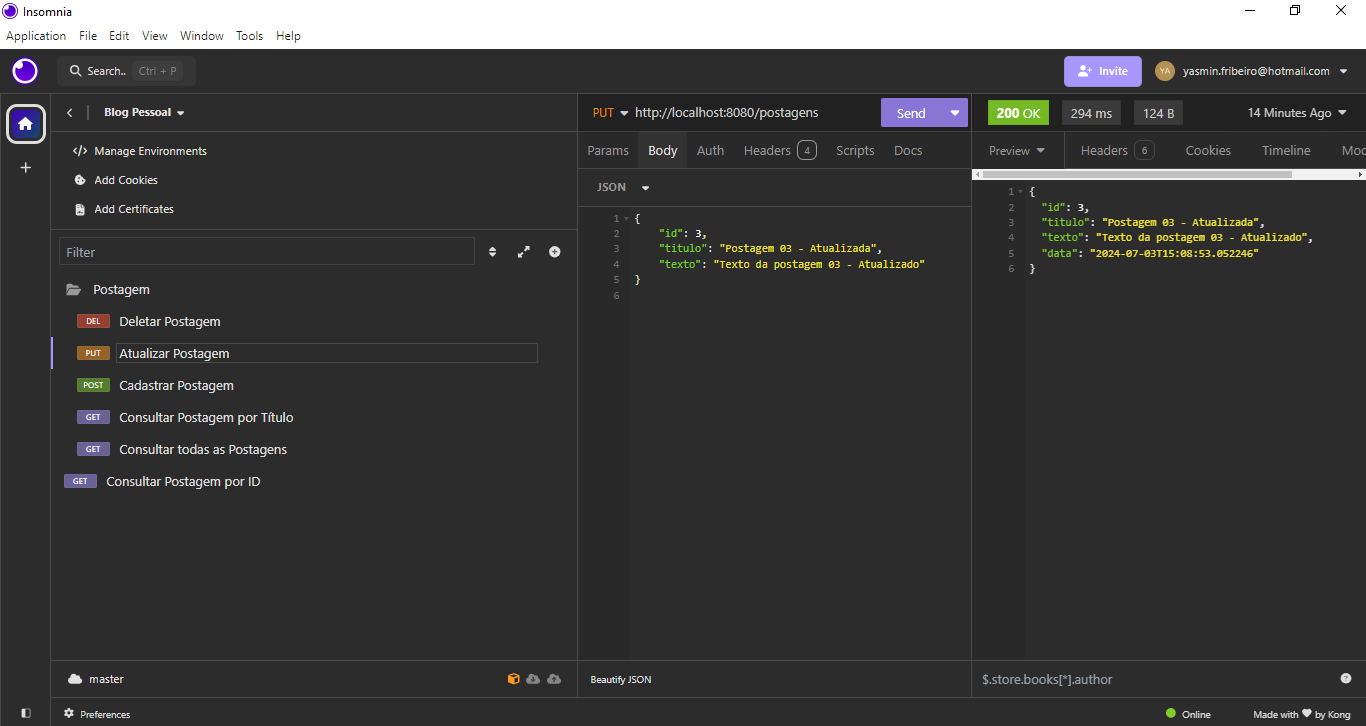 Insomnia
Application File Edit View Window Tools Help
Search.. Ctrl + P
Invite
YA yasmin.fribeiro@hotmail.com
Blog Pessoal
PUT http://localhost:8080/postagens Send
200 OK 294 ms 124 B 14 Minutes Ago
Manage Environments
Add Cookies
Add Certificates
Params Body Auth Headers 4 Scripts Docs
Preview Headers 6 Cookies Timeline Moc
JSON
Filter
Postagem
DEL Deletar Postagem
PUT Atualizar Postagem
POST Cadastrar Postagem
GET Consultar Postagem por Título
GET Consultar todas as Postagens
GET Consultar Postagem por ID
1 {
2 "id": 3,
3 "titulo": "Postagem 03 - Atualizada",
4 "texto": "Texto da postagem 03 - Atualizado"
5 }
6
1 {
2 "id": 3,
3 "titulo": "Postagem 03 - Atualizada",
4 "texto": "Texto da postagem 03 - Atualizado",
5 "data": "2024-07-03T15:08:53.052246"
6 }
master
Beautify JSON
$.store.books[*].author
Preferences
Online
Made with ❤ by Kong